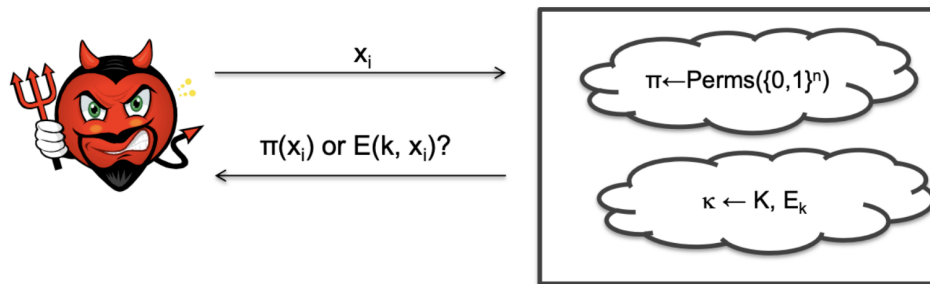 xᵢ
π←Perms({0,1}ⁿ)
π(xᵢ) or E(k, xᵢ)?
κ ← K, Eₖ